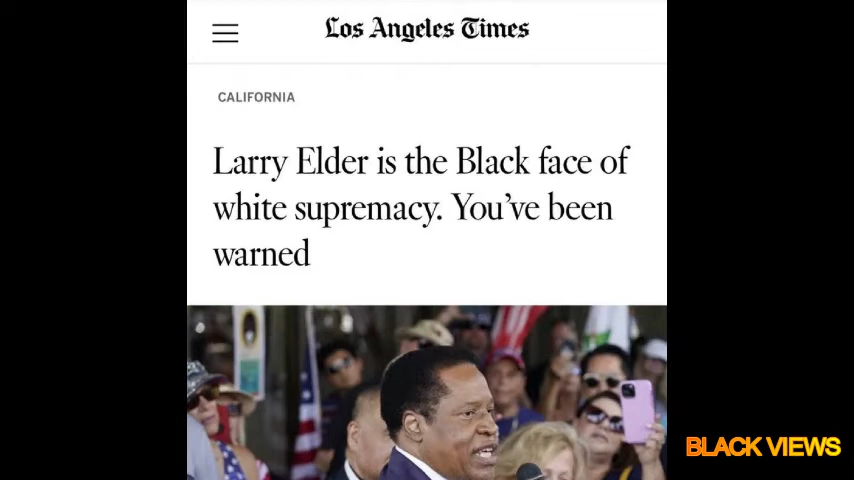 Los Angeles Times
CALIFORNIA
Larry Elder is the Black face of
white supremacy. You've been
warned
BLACK VIEWS